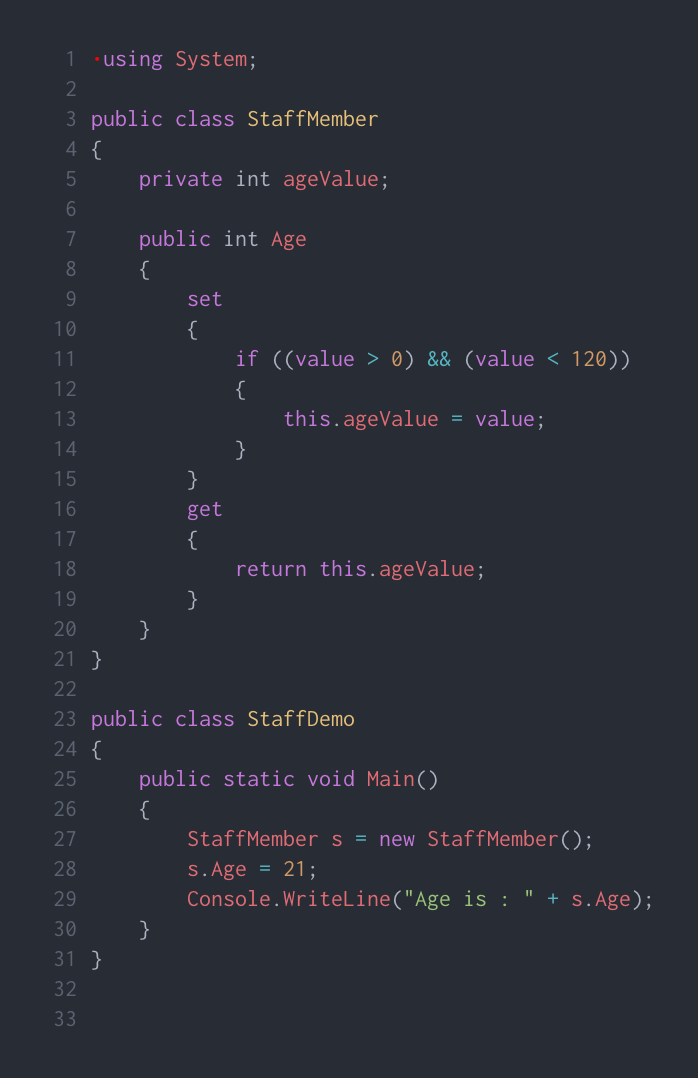 1 ·using System;
2
3 public class StaffMember
4 {
5     private int ageValue;
6
7     public int Age
8     {
9         set
10         {
11             if ((value > 0) && (value < 120))
12             {
13                 this.ageValue = value;
14             }
15         }
16         get
17         {
18             return this.ageValue;
19         }
20     }
21 }
22
23 public class StaffDemo
24 {
25     public static void Main()
26     {
27         StaffMember s = new StaffMember();
28         s.Age = 21;
29         Console.WriteLine("Age is : " + s.Age);
30     }
31 }
32
33